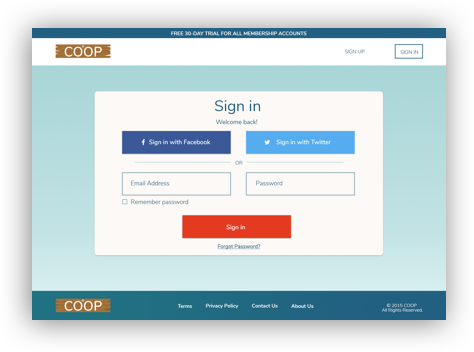 FREE 30-DAY TRIAL FOR ALL MEMBERSHIP ACCOUNTS
COOP
SIGN UP
SIGN IN
Sign in
Welcome back!
f Sign in with Facebook
Sign in with Twitter
OR
Email Address
Password
Remember password
Sign in
Forgot Password?
COOP
Terms
Privacy Policy
Contact Us
About Us
© 2015 COOP
All Rights Reserved.